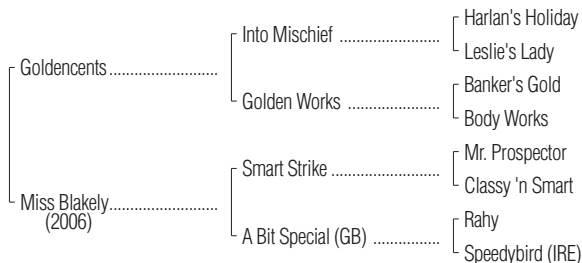 Harlan's Holiday
Into Mischief ..................
Leslie's Lady
Goldencents...........................
Banker's Gold
Golden Works ...............
Body Works
Mr. Prospector
Smart Strike ....................
Classy 'n Smart
Miss Blakely...........................
(2006)
Rahy
A Bit Special (GB) ................
Speedybird (IRE)